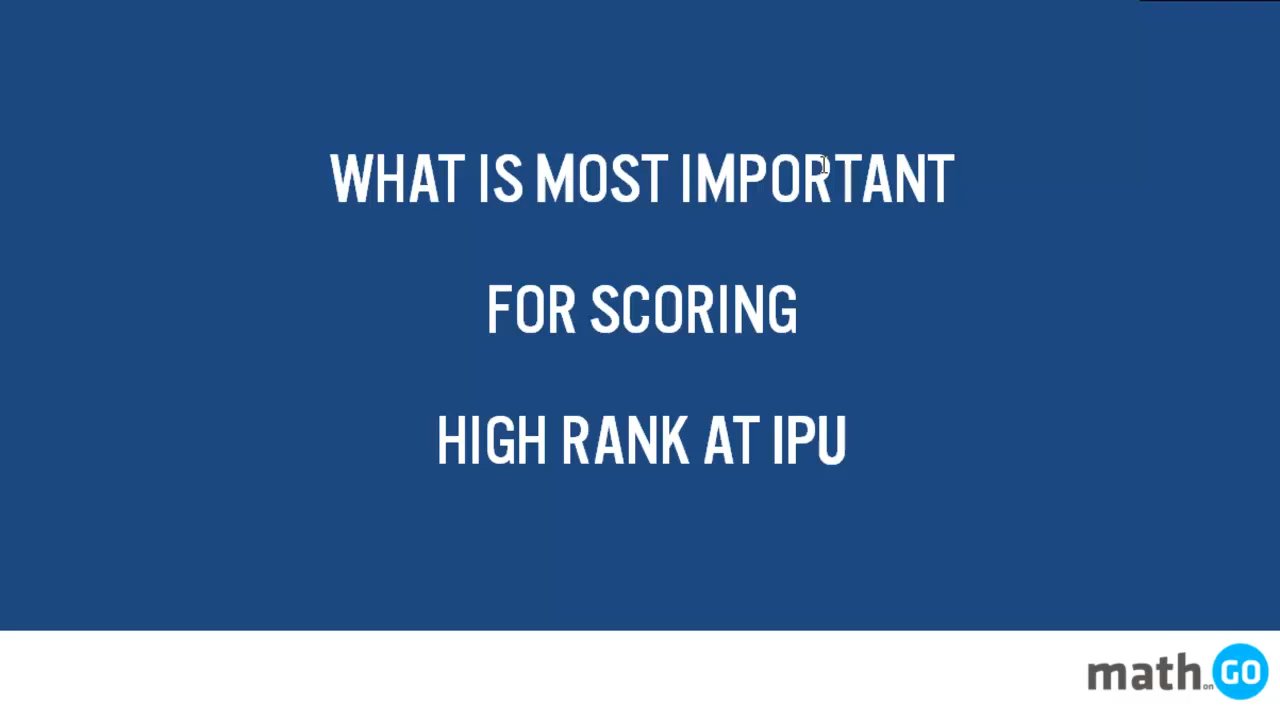 WHAT IS MOST IMPORTANT
FOR SCORING
HIGH RANK AT IPU
math on GO